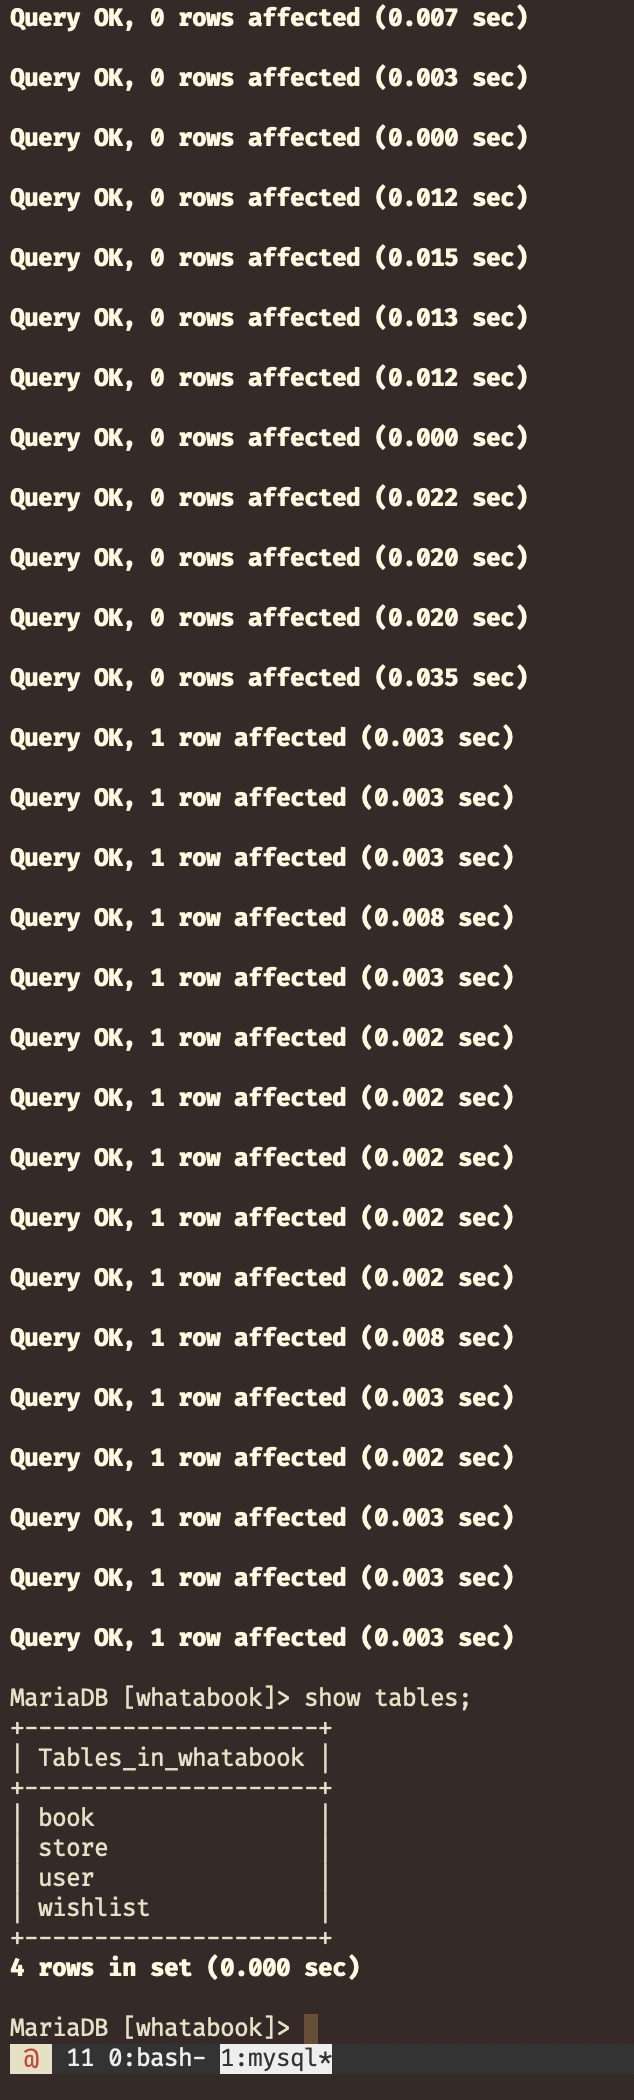 Query OK, 0 rows affected (0.007 sec)
Query OK, 0 rows affected (0.003 sec)
Query OK, 0 rows affected (0.000 sec)
Query OK, 0 rows affected (0.012 sec)
Query OK, 0 rows affected (0.015 sec)
Query OK, 0 rows affected (0.013 sec)
Query OK, 0 rows affected (0.012 sec)
Query OK, 0 rows affected (0.000 sec)
Query OK, 0 rows affected (0.022 sec)
Query OK, 0 rows affected (0.020 sec)
Query OK, 0 rows affected (0.020 sec)
Query OK, 0 rows affected (0.035 sec)
Query OK, 1 row affected (0.003 sec)
Query OK, 1 row affected (0.003 sec)
Query OK, 1 row affected (0.003 sec)
Query OK, 1 row affected (0.008 sec)
Query OK, 1 row affected (0.003 sec)
Query OK, 1 row affected (0.002 sec)
Query OK, 1 row affected (0.002 sec)
Query OK, 1 row affected (0.002 sec)
Query OK, 1 row affected (0.002 sec)
Query OK, 1 row affected (0.002 sec)
Query OK, 1 row affected (0.008 sec)
Query OK, 1 row affected (0.003 sec)
Query OK, 1 row affected (0.002 sec)
Query OK, 1 row affected (0.003 sec)
Query OK, 1 row affected (0.003 sec)
Query OK, 1 row affected (0.003 sec)
MariaDB [whatabook]> show tables;
+---------------------+
| Tables_in_whatabook |
+---------------------+
| book                |
| store               |
| user                |
| wishlist            |
+---------------------+
4 rows in set (0.000 sec)
MariaDB [whatabook]>
@ 11 0:bash- 1:mysql*